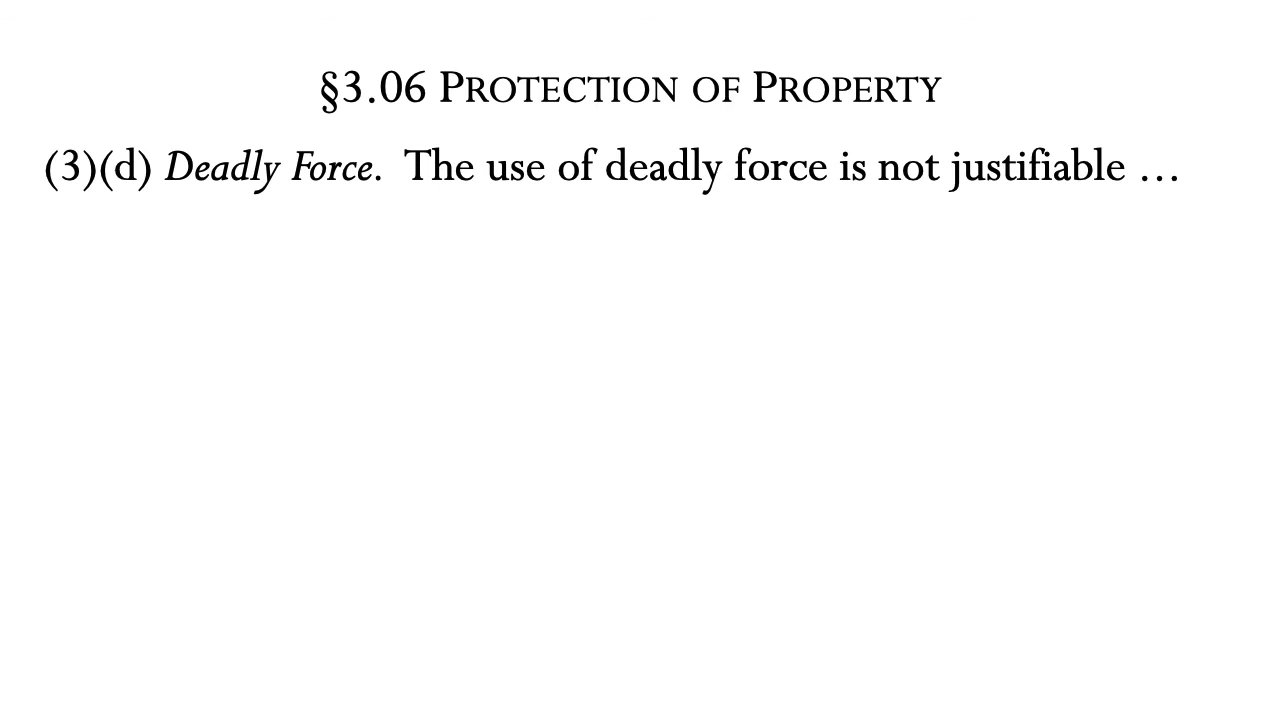 §3.06 PROTECTION OF PROPERTY
(3)(d) Deadly Force. The use of deadly force is not justifiable …